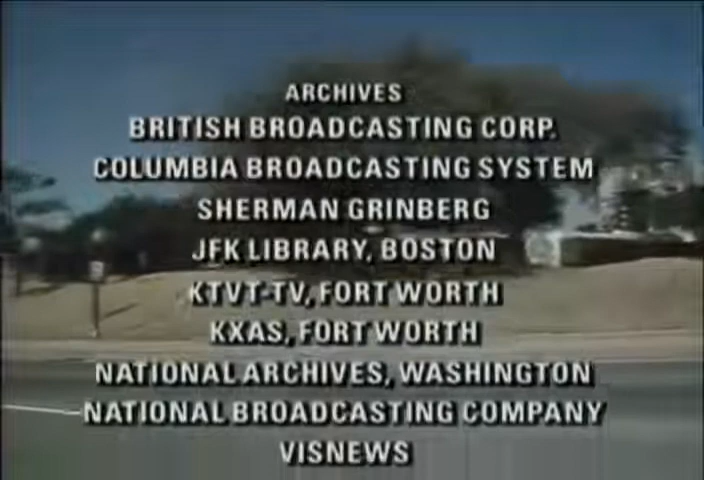 ARCHIVES
BRITISH BROADCASTING CORP.
COLUMBIA BROADCASTING SYSTEM
SHERMAN GRINBERG
JFK LIBRARY, BOSTON
KTVT-TV, FORT WORTH
KXAS, FORT WORTH
NATIONAL ARCHIVES, WASHINGTON
NATIONAL BROADCASTING COMPANY
VISNEWS